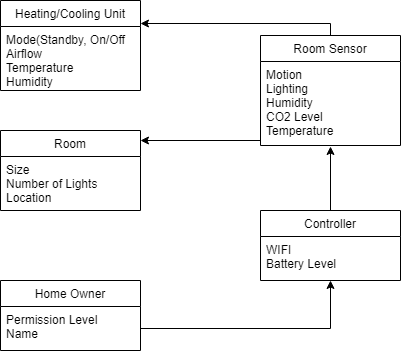 Heating/Cooling Unit
Mode(Standby, On/Off
Airflow
Temperature
Humidity
Room Sensor
Motion
Lighting
Humidity
CO2 Level
Temperature
Room
Size
Number of Lights
Location
Controller
WIFI
Battery Level
Home Owner
Permission Level
Name